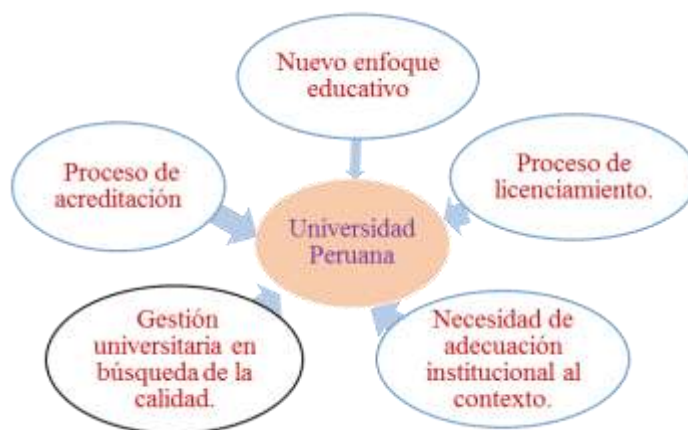 Nuevo enfoque
educativo
Proceso de
acreditación
Proceso de
licenciamiento.
Universidad
Peruana
Gestión
universitaria en
búsqueda de la
calidad.
Necesidad de
adecuación
institucional al
contexto.